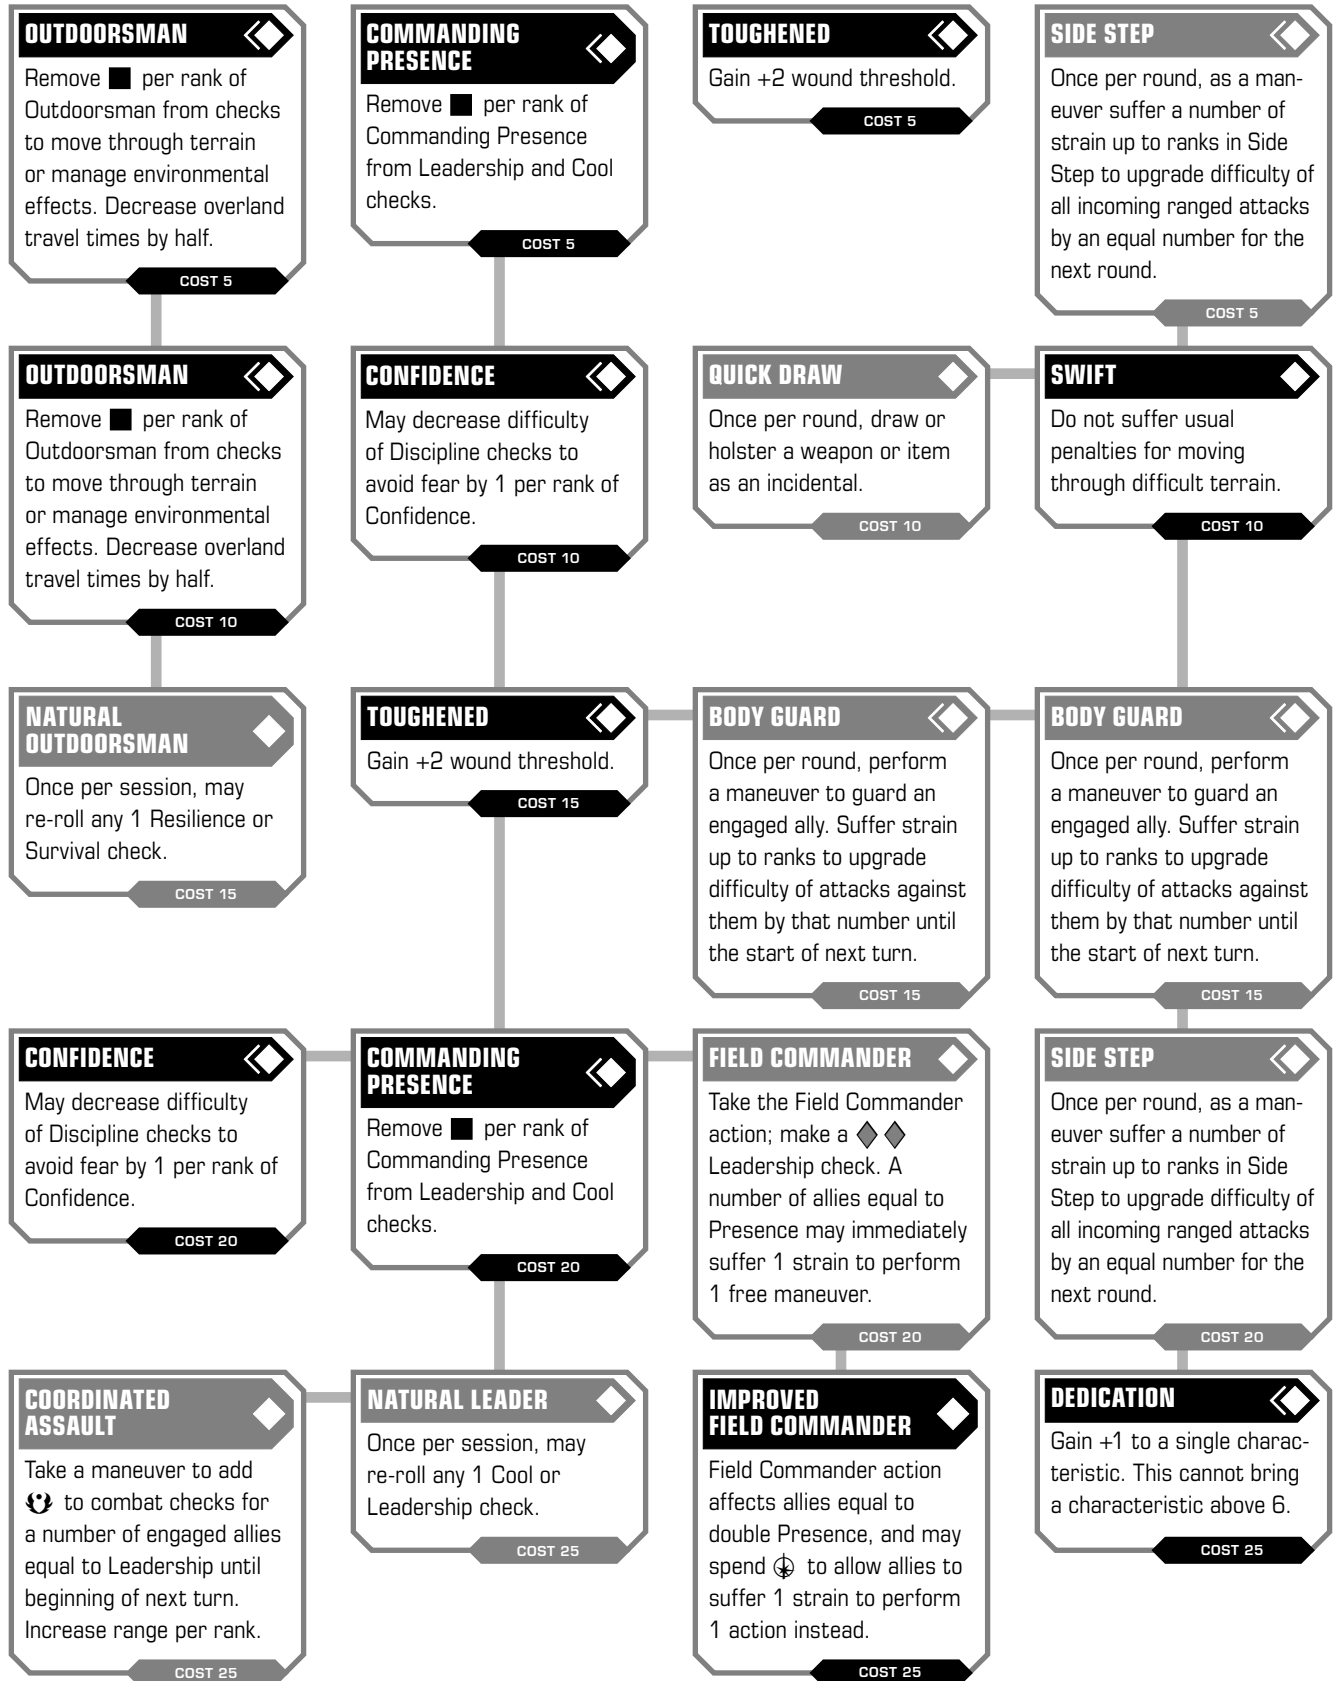 OUTDOORSMAN
Remove per rank of
Outdoorsman from checks
to move through terrain
or manage environmental
effects. Decrease overland
travel times by half.
COST 5
COMMANDING
PRESENCE
Remove per rank of
Commanding Presence
from Leadership and Cool
checks.
COST 5
TOUGHENED
Gain +2 wound threshold.
COST 5
SIDE STEP
Once per round, as a man-
euver suffer a number of
strain up to ranks in Side
Step to upgrade difficulty of
all incoming ranged attacks
by an equal number for the
next round.
COST 5
OUTDOORSMAN
Remove per rank of
Outdoorsman from checks
to move through terrain
or manage environmental
effects. Decrease overland
travel times by half.
COST 10
CONFIDENCE
May decrease difficulty
of Discipline checks to
avoid fear by 1 per rank of
Confidence.
COST 10
QUICK DRAW
Once per round, draw or
holster a weapon or item
as an incidental.
COST 10
SWIFT
Do not suffer usual
penalties for moving
through difficult terrain.
COST 10
NATURAL
OUTDOORSMAN
Once per session, may
re-roll any 1 Resilience or
Survival check.
COST 15
TOUGHENED
Gain +2 wound threshold.
COST 15
BODY GUARD
Once per round, perform
a maneuver to guard an
engaged ally. Suffer strain
up to ranks to upgrade
difficulty of attacks against
them by that number until
the start of next turn.
COST 15
BODY GUARD
Once per round, perform
a maneuver to guard an
engaged ally. Suffer strain
up to ranks to upgrade
difficulty of attacks against
them by that number until
the start of next turn.
COST 15
CONFIDENCE
May decrease difficulty
of Discipline checks to
avoid fear by 1 per rank of
Confidence.
COST 20
COMMANDING
PRESENCE
Remove per rank of
Commanding Presence
from Leadership and Cool
checks.
COST 20
FIELD COMMANDER
Take the Field Commander
action; make a
Leadership check. A
number of allies equal to
Presence may immediately
suffer 1 strain to perform
1 free maneuver.
COST 20
SIDE STEP
Once per round, as a man-
euver suffer a number of
strain up to ranks in Side
Step to upgrade difficulty of
all incoming ranged attacks
by an equal number for the
next round.
COST 20
COORDINATED
ASSAULT
Take a maneuver to add
to combat checks for
a number of engaged allies
equal to Leadership until
beginning of next turn.
Increase range per rank.
COST 25
NATURAL LEADER
Once per session, may
re-roll any 1 Cool or
Leadership check.
COST 25
IMPROVED
FIELD COMMANDER
Field Commander action
affects allies equal to
double Presence, and may
spend to allow allies to
suffer 1 strain to perform
1 action instead.
COST 25
DEDICATION
Gain +1 to a single charac-
teristic. This cannot bring
a characteristic above 6.
COST 25